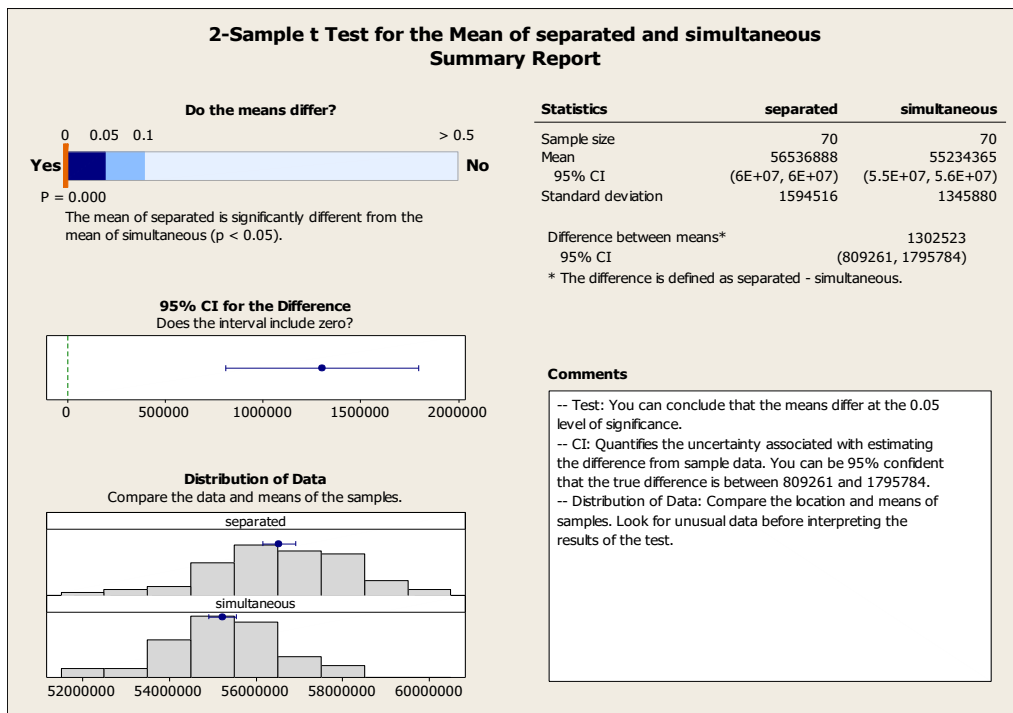 2-Sample t Test for the Mean of separated and simultaneous
Summary Report
Do the means differ?
0 0.05 0.1 > 0.5
Yes No
P = 0.000
The mean of separated is significantly different from the
mean of simultaneous (p < 0.05).
95% CI for the Difference
Does the interval include zero?
0 500000 1000000 1500000 2000000
Distribution of Data
Compare the data and means of the samples.
separated
simultaneous
52000000 54000000 56000000 58000000 60000000
Statistics separated simultaneous
Sample size 70 70
Mean 56536888 55234365
95% CI (6E+07, 6E+07) (5.5E+07, 5.6E+07)
Standard deviation 1594516 1345880
Difference between means* 1302523
95% CI (809261, 1795784)
* The difference is defined as separated - simultaneous.
Comments
-- Test: You can conclude that the means differ at the 0.05
level of significance.
-- CI: Quantifies the uncertainty associated with estimating
the difference from sample data. You can be 95% confident
that the true difference is between 809261 and 1795784.
-- Distribution of Data: Compare the location and means of
samples. Look for unusual data before interpreting the
results of the test.